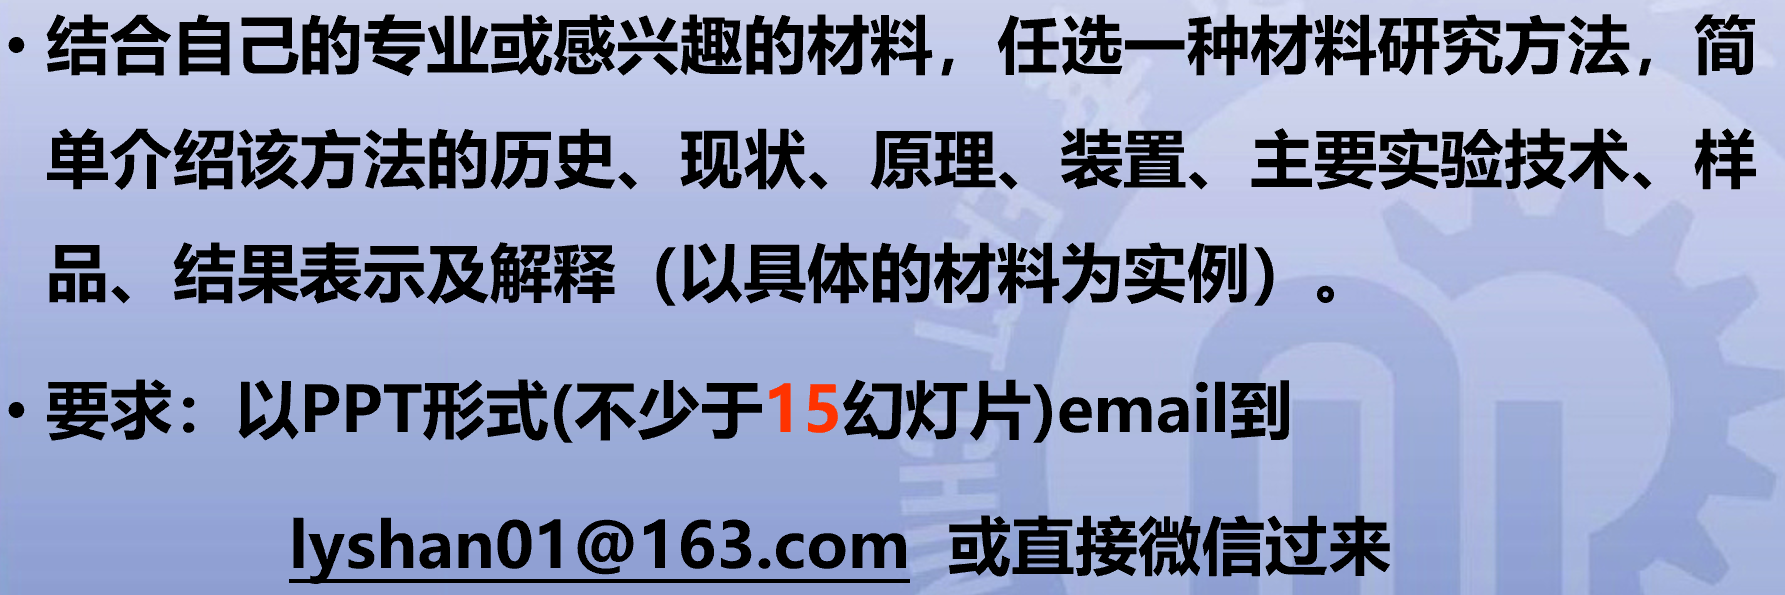 • 结合自己的专业或感兴趣的材料，任选一种材料研究方法，简
单介绍该方法的历史、现状、原理、装置、主要实验技术、样
品、结果表示及解释（以具体的材料为实例）。
• 要求：以PPT形式(不少于15幻灯片)email到
lyshan01@163.com 或直接微信过来
EAST
CHIN